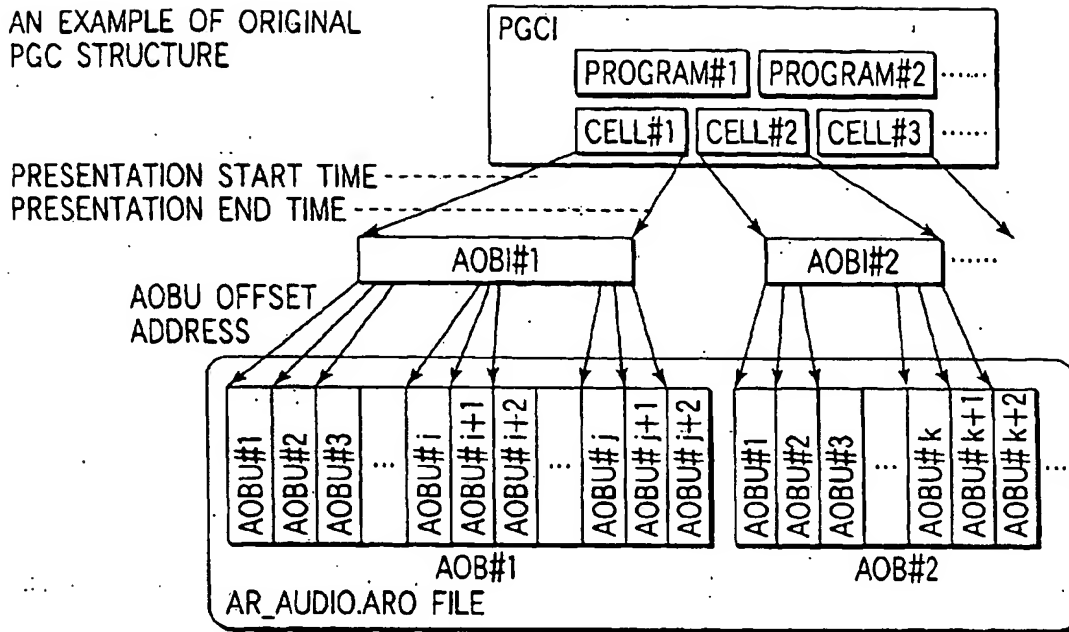 AN EXAMPLE OF ORIGINAL
PGC STRUCTURE
PGCI
PROGRAM#1 PROGRAM#2 ......
CELL#1 CELL#2 CELL#3 ......
PRESENTATION START TIME
PRESENTATION END TIME
AOBI#1 AOBI#2 ......
AOBU OFFSET
ADDRESS
AOBU#1 AOBU#2 AOBU#3 ... AOBU#i AOBU#i+1 AOBU#i+2 ... AOBU#j AOBU#j+1 AOBU#j+2 AOBU#1 AOBU#2 AOBU#3 ... AOBU#k AOBU#k+1 AOBU#k+2 ...
AOB#1 AOB#2
AR_AUDIO.ARO FILE